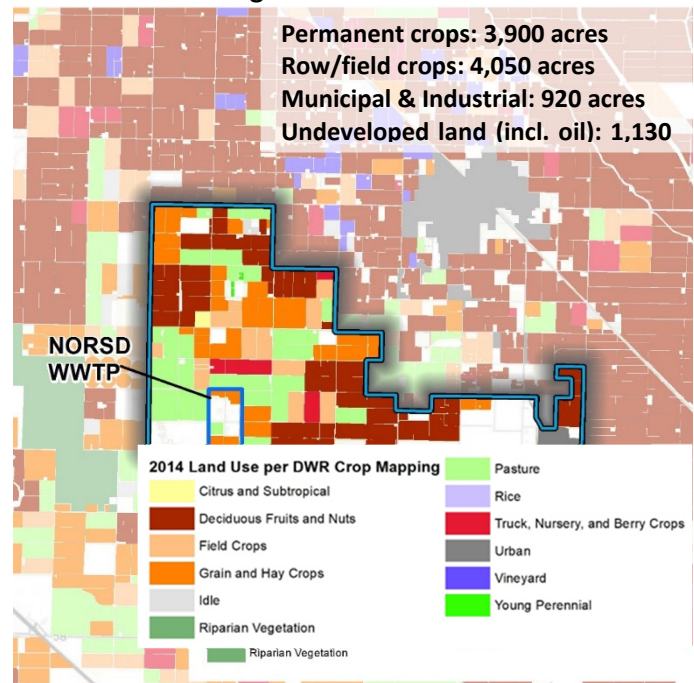 Permanent crops: 3,900 acres
Row/field crops: 4,050 acres
Municipal & Industrial: 920 acres
Undeveloped land (incl. oil): 1,130
NORSD
WWTP
2014 Land Use per DWR Crop Mapping
Citrus and Subtropical
Deciduous Fruits and Nuts
Field Crops
Grain and Hay Crops
Idle
Riparian Vegetation
Riparian Vegetation
Pasture
Rice
Truck, Nursery, and Berry Crops
Urban
Vineyard
Young Perennial
58